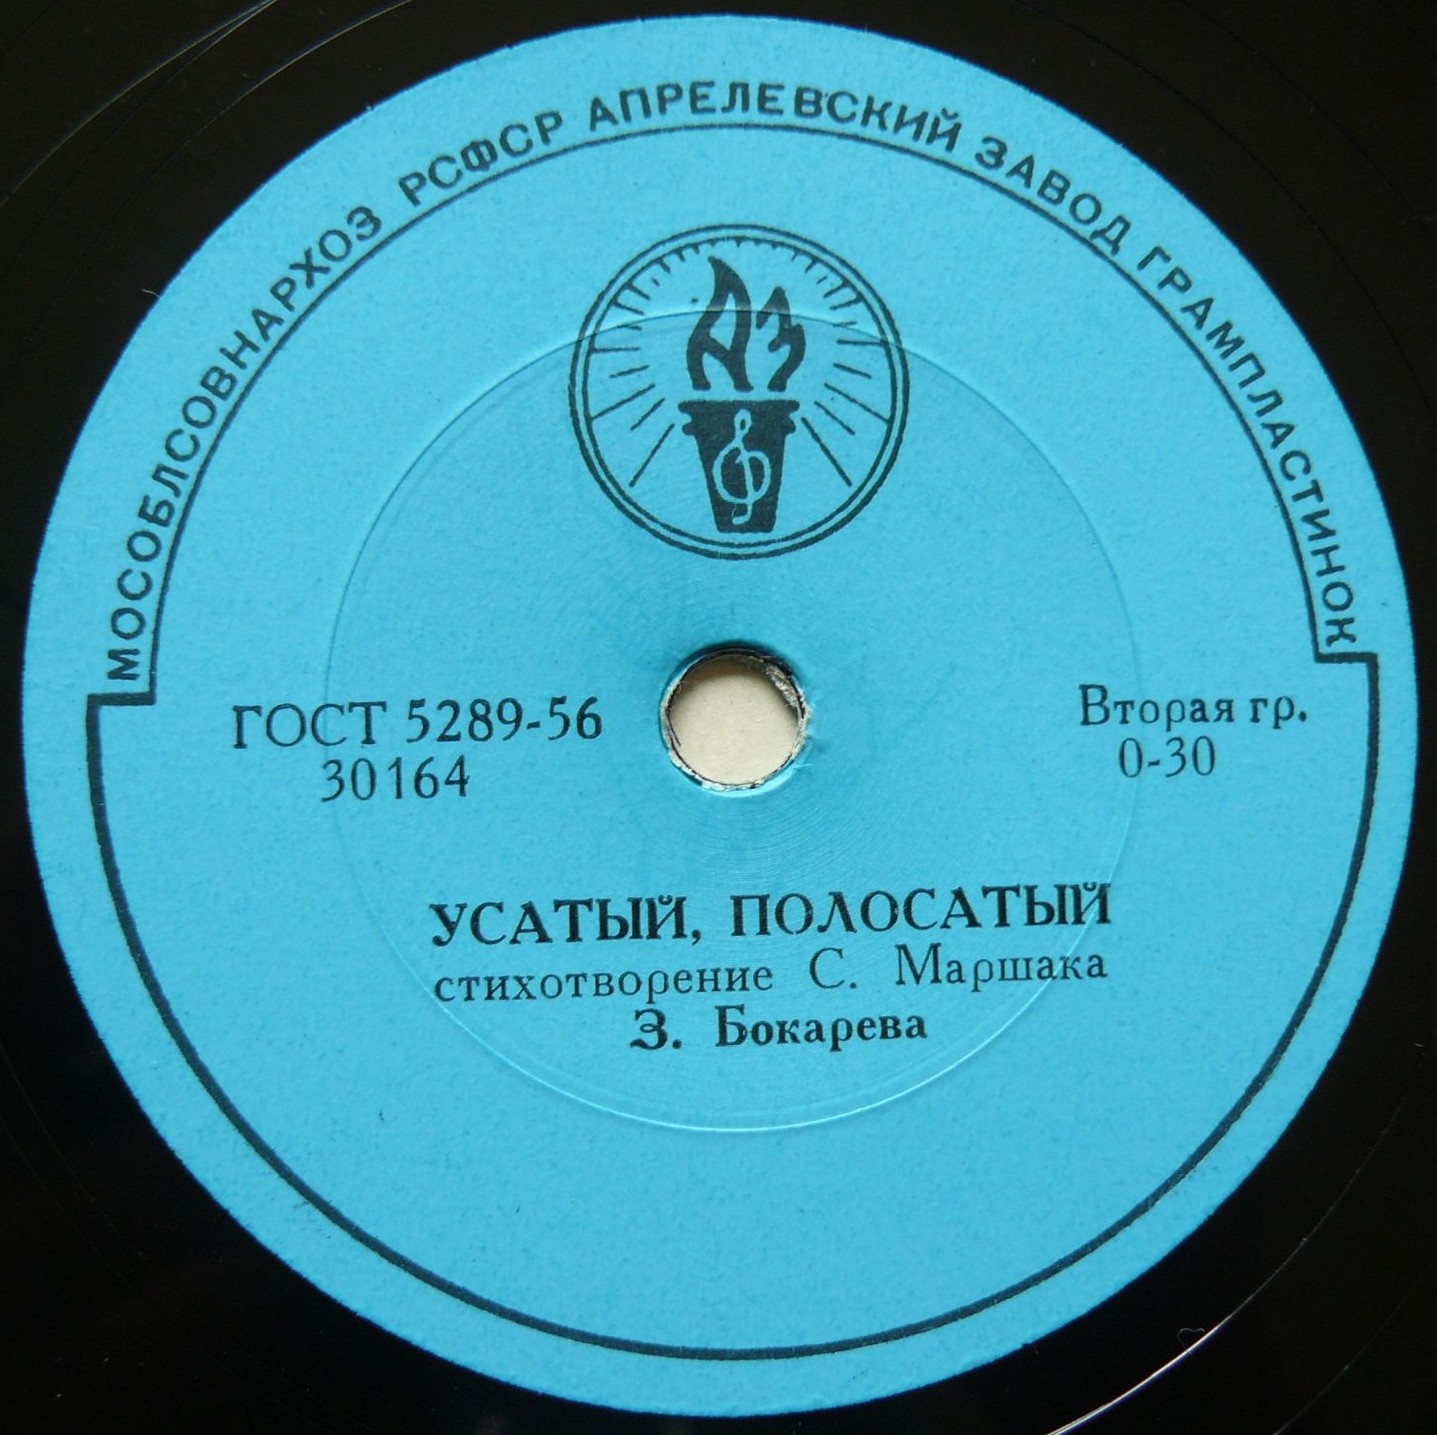 МОСОБЛСОВНАРХОЗ РСФСР АПРЕЛЕВСКИЙ ЗАВОД ГРАМПЛАСТИНОК
АЗ
ГОСТ 5289-56
30164
Вторая гр.
0-30
УСАТЫЙ, ПОЛОСАТЫЙ
стихотворение С. Маршака
З. Бокарева